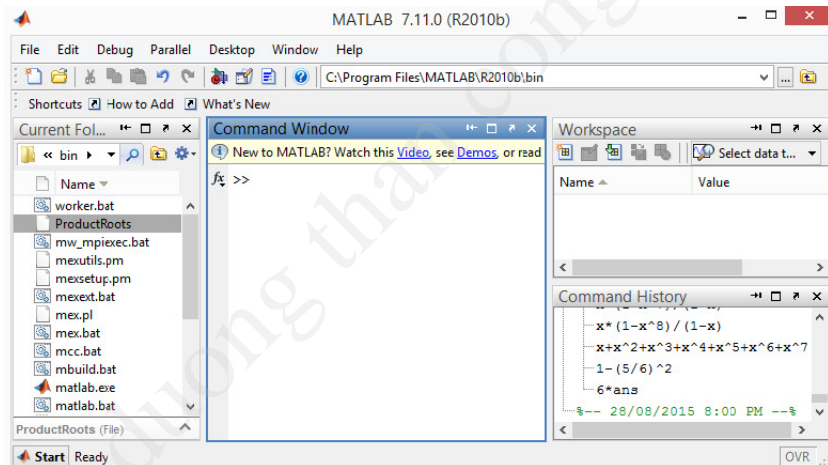 MATLAB 7.11.0 (R2010b)
File Edit Debug Parallel Desktop Window Help
C:\Program Files\MATLAB\R2010b\bin
Shortcuts How to Add What's New
Current Fol...
« bin
Name
worker.bat
ProductRoots
mw_mpiexec.bat
mexutils.pm
mexsetup.pm
mexext.bat
mex.pl
mex.bat
mcc.bat
mbuild.bat
matlab.exe
matlab.bat
ProductRoots (File)
Command Window
New to MATLAB? Watch this Video, see Demos, or read
fx >>
Workspace
Select data t...
Name Value
Command History
x*(1-x^8)/(1-x)
x+x^2+x^3+x^4+x^5+x^6+x^7
1-(5/6)^2
6*ans
%-- 28/08/2015 8:00 PM --%
Start Ready
OVR
duong than cong